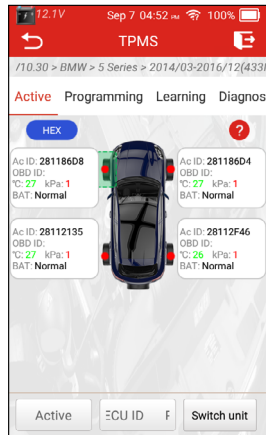 12.1V Sep 7 04:52 PM 100%
TPMS
/10.30 > BMW > 5 Series > 2014/03-2016/12(433
Active Programming Learning Diagnos
HEX ?
Ac ID: 281186D8
OBD ID:
℃: 27 kPa: 1
BAT: Normal
Ac ID: 281186D4
OBD ID:
℃: 27 kPa: 1
BAT: Normal
Ac ID: 28112135
OBD ID:
℃: 27 kPa: 1
BAT: Normal
Ac ID: 28112F46
OBD ID:
℃: 26 kPa: 1
BAT: Normal
Active ECU ID Switch unit